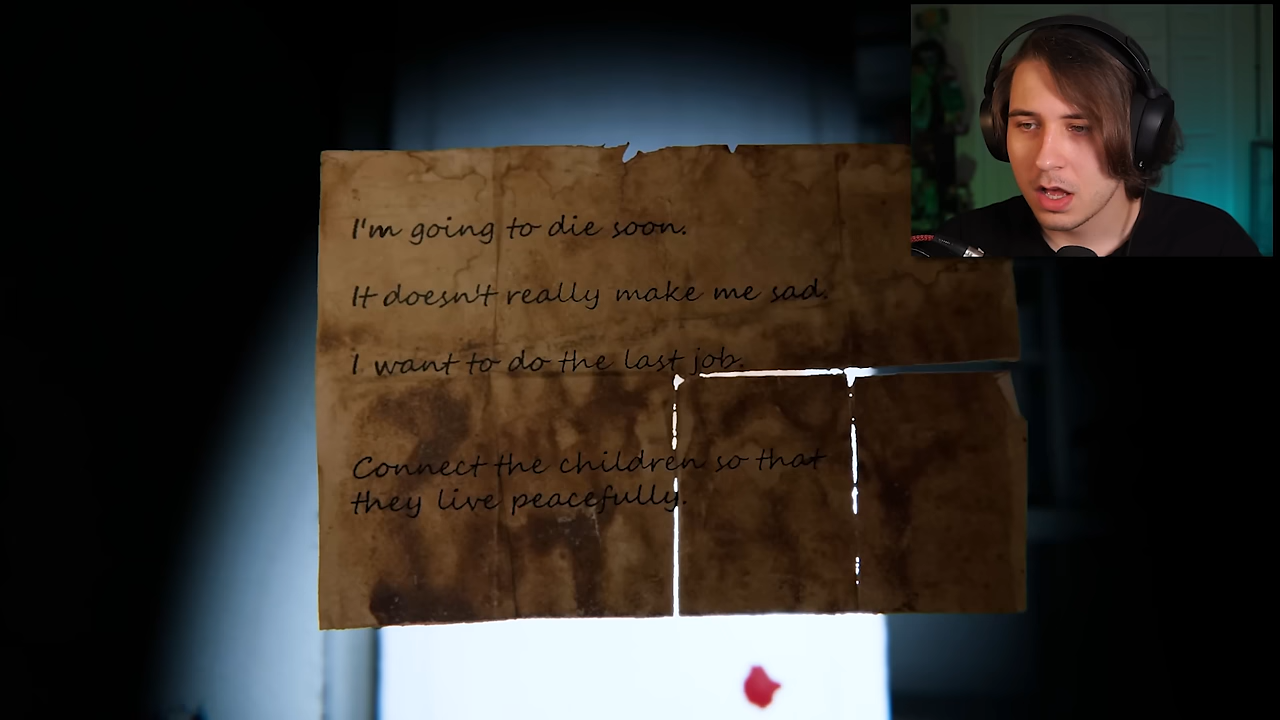 I'm going to die soon.
It doesn't really make me sad.
I want to do the last job.
Connect the children so that
they live peacefully.